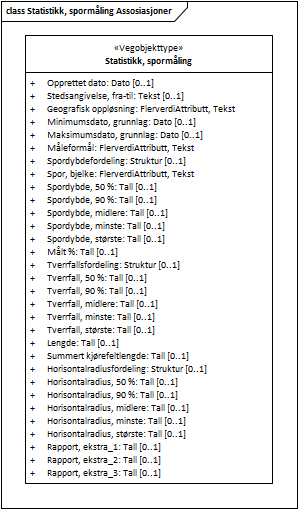 class Statistikk, spormåling Assosiasjoner
«Vegobjekttype»
Statistikk, spormåling
+ Opprettet dato: Dato [0..1]
+ Stedsangivelse, fra-til: Tekst [0..1]
+ Geografisk oppløsning: FlerverdiAttributt, Tekst
+ Minimumsdato, grunnlag: Dato [0..1]
+ Maksimumsdato, grunnlag: Dato [0..1]
+ Måleformål: FlerverdiAttributt, Tekst
+ Spordybdefordeling: Struktur [0..1]
+ Spor, bjelke: FlerverdiAttributt, Tekst
+ Spordybde, 50 %: Tall [0..1]
+ Spordybde, 90 %: Tall [0..1]
+ Spordybde, midlere: Tall [0..1]
+ Spordybde, minste: Tall [0..1]
+ Spordybde, største: Tall [0..1]
+ Målt %: Tall [0..1]
+ Tverrfallsfordeling: Struktur [0..1]
+ Tverrfall, 50 %: Tall [0..1]
+ Tverrfall, 90 %: Tall [0..1]
+ Tverrfall, midlere: Tall [0..1]
+ Tverrfall, minste: Tall [0..1]
+ Tverrfall, største: Tall [0..1]
+ Lengde: Tall [0..1]
+ Summert kjørefeltlengde: Tall [0..1]
+ Horisontalradiusfordeling: Struktur [0..1]
+ Horisontalradius, 50 %: Tall [0..1]
+ Horisontalradius, 90 %: Tall [0..1]
+ Horisontalradius, midlere: Tall [0..1]
+ Horisontalradius, minste: Tall [0..1]
+ Horisontalradius, største: Tall [0..1]
+ Rapport, ekstra_1: Tall [0..1]
+ Rapport, ekstra_2: Tall [0..1]
+ Rapport, ekstra_3: Tall [0..1]